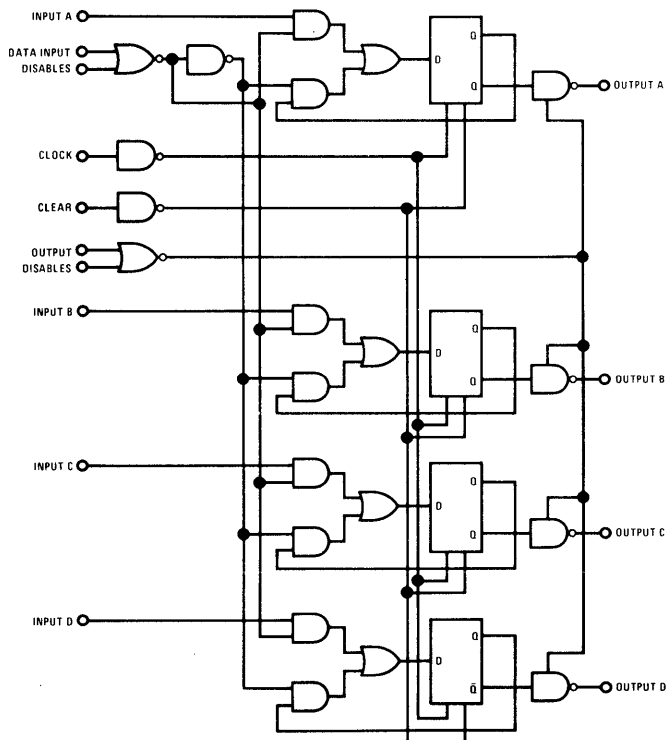 INPUT A
Q
DATA INPUT
DISABLES
D
Q
OUTPUT A
CLOCK
CLEAR
OUTPUT
DISABLES
INPUT B
Q
D
Q
OUTPUT B
INPUT C
Q
D
Q
OUTPUT C
INPUT D
Q
D
Q̄
OUTPUT D